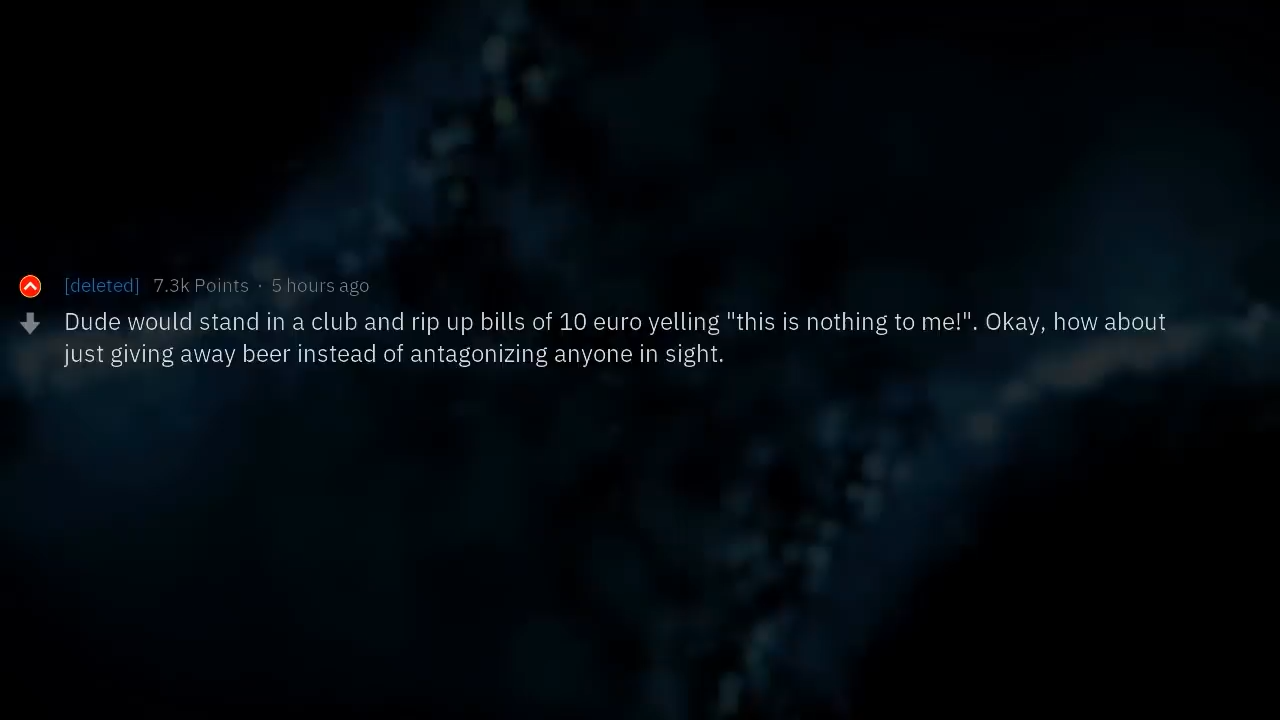 [deleted] 7.3k Points · 5 hours ago
Dude would stand in a club and rip up bills of 10 euro yelling "this is nothing to me!". Okay, how about
just giving away beer instead of antagonizing anyone in sight.